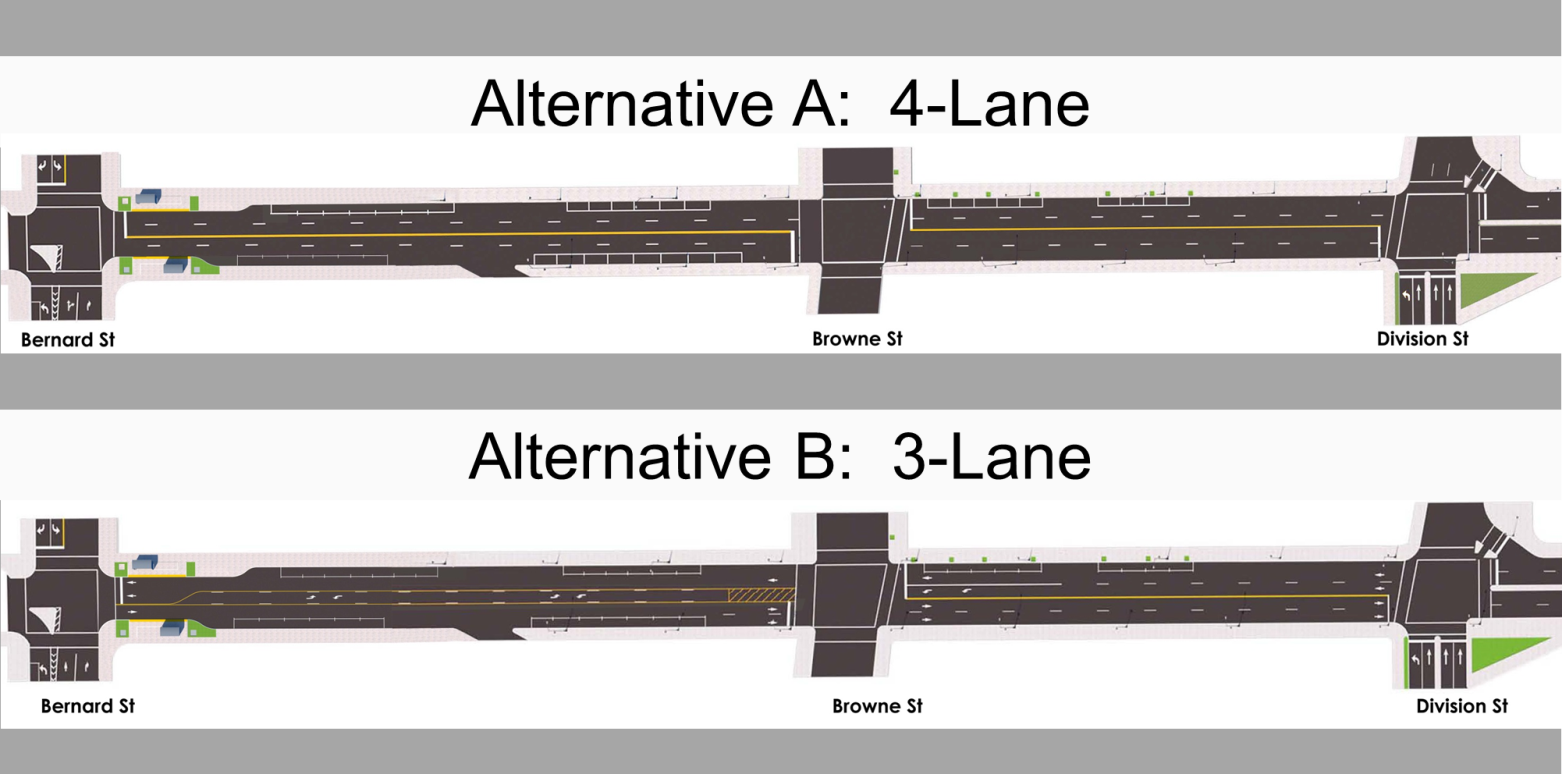 Alternative A: 4-Lane
Bernard St
Browne St
Division St
Alternative B: 3-Lane
Bernard St
Browne St
Division St